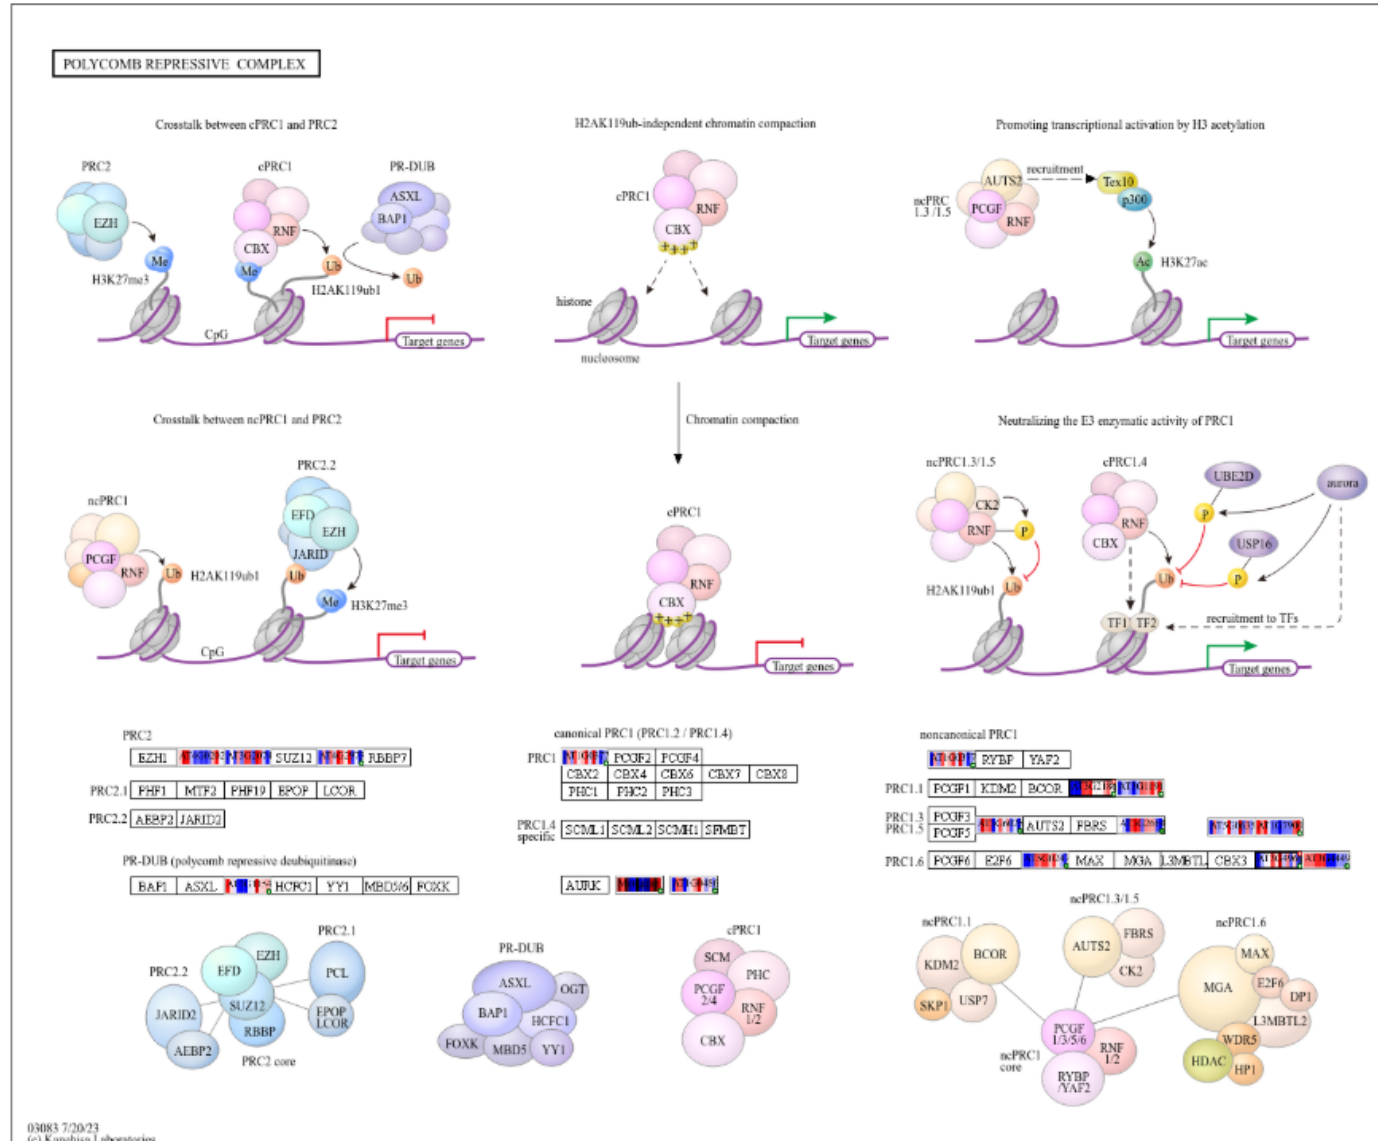 POLYCOMB REPRESSIVE COMPLEX
Crosstalk between cPRC1 and PRC2
PRC2
cPRC1
PR-DUB
EZH
RNF
CBX
ASXL
BAP1
Me
Me
Ub
Ub
H3K27me3
H2AK119ub1
CpG
Target genes
H2AK119ub-independent chromatin compaction
cPRC1
RNF
CBX
++++
histone
nucleosome
Target genes
Promoting transcriptional activation by H3 acetylation
ncPRC
1.3 /1.5
AUTS2
PCGF
RNF
recruitment
Tex10
p300
Ac
H3K27ac
Target genes
Crosstalk between ncPRC1 and PRC2
ncPRC1
PCGF
RNF
Ub
H2AK119ub1
PRC2.2
EFD
EZH
JARID
Ub
Me
H3K27me3
CpG
Target genes
Chromatin compaction
cPRC1
RNF
CBX
++++
Target genes
Neutralizing the E3 enzymatic activity of PRC1
ncPRC1.3/1.5
CK2
RNF
P
H2AK119ub1
Ub
cPRC1.4
RNF
CBX
Ub
UBE2D
P
USP16
P
aurora
TF1 TF2
recruitment to TFs
Target genes
PRC2
EZH1 SUZ12 RBBP7
PRC2.1 PHF1 MTF2 PHF19 EPOP LCOR
PRC2.2 AEBP2 JARID2
PR-DUB (polycomb repressive deubiquitinase)
BAP1 ASXL HCFC1 YY1 MBD5/6 FOXK
canonical PRC1 (PRC1.2 / PRC1.4)
PRC1 PCGF2 PCGF4
CBX2 CBX4 CBX6 CBX7 CBX8
PHC1 PHC2 PHC3
PRC1.4
specific
SCML1 SCML2 SCMH1 SFMBT
AURK
noncanonical PRC1
RYBP YAF2
PRC1.1 PCGF1 KDM2 BCOR
PRC1.3 PCGF3
PRC1.5 PCGF5
AUTS2 FBRS
PRC1.6 PCGF6 E2F6 MAX MGA L3MBTL CBX3
PRC2.1
PRC2.2
EZH
EFD
PCL
SUZ12
JARID2
EPOP
LCOR
RBBP
AEBP2
PRC2 core
PR-DUB
ASXL
OGT
BAP1
HCFC1
FOXK
MBD5
YY1
cPRC1
SCM
PHC
PCGF
2/4
RNF
1/2
CBX
ncPRC1.1
BCOR
KDM2
SKP1
USP7
ncPRC1.3/1.5
AUTS2
FBRS
CK2
ncPRC1.6
MAX
MGA
E2F6
DP1
L3MBTL2
WDR5
HDAC
HP1
PCGF
1/3/5/6
RNF
1/2
RYBP
/YAF2
ncPRC1
core
03083 7/20/23
(c) Kanehisa Laboratories